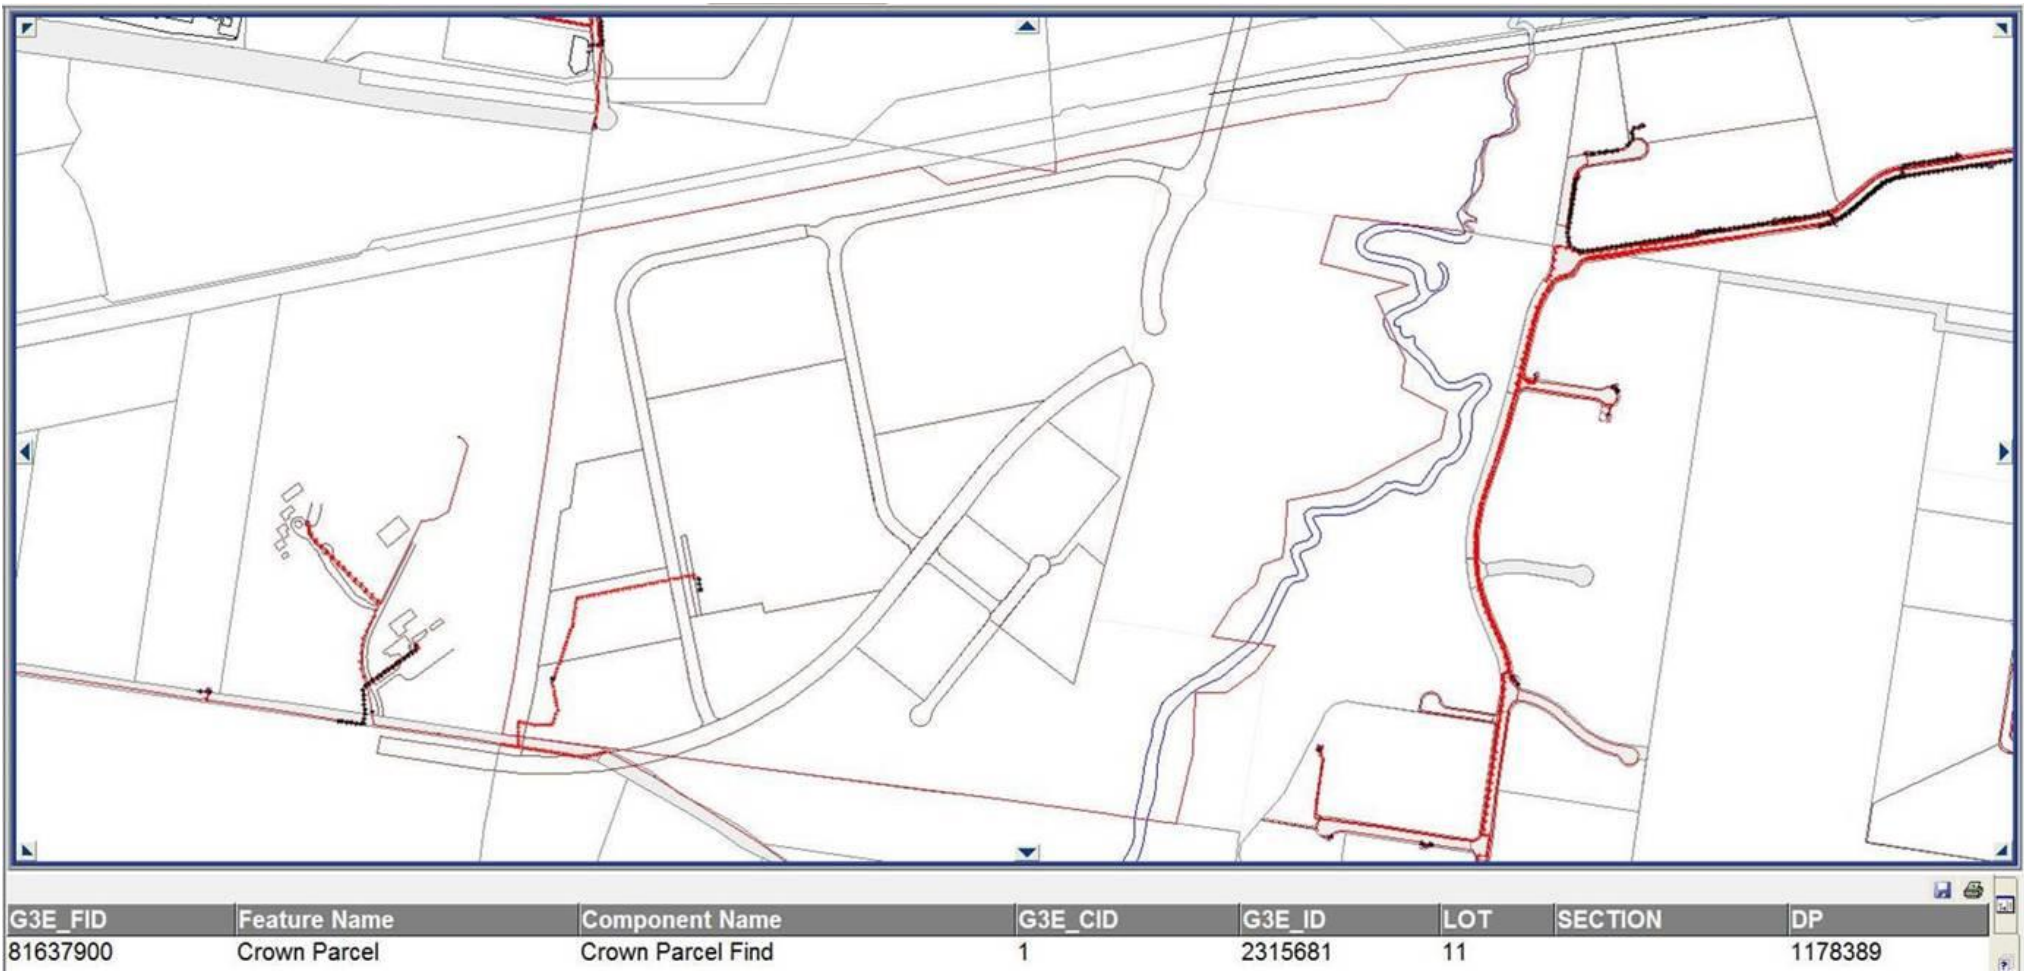 G3E_FID Feature Name Component Name G3E_CID G3E_ID LOT SECTION DP
81637900 Crown Parcel Crown Parcel Find 1 2315681 11 1178389